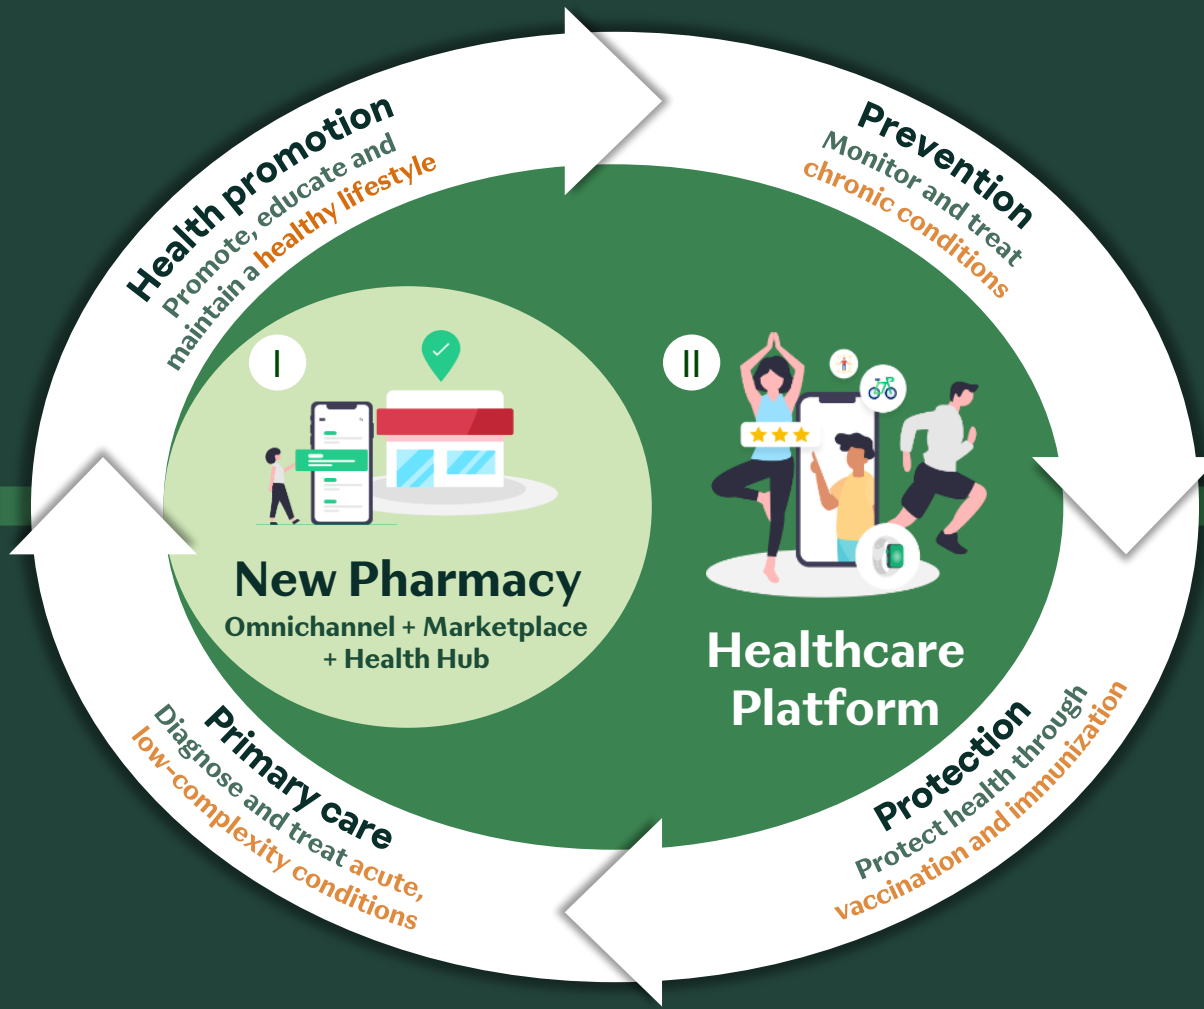 Health promotion
Promote, educate and
maintain a healthy lifestyle
Prevention
Monitor and treat
chronic conditions
I
New Pharmacy
Omnichannel + Marketplace
+ Health Hub
II
Healthcare
Platform
Protection
Protect health through
vaccination and immunization
Primary care
Diagnose and treat acute,
low-complexity conditions